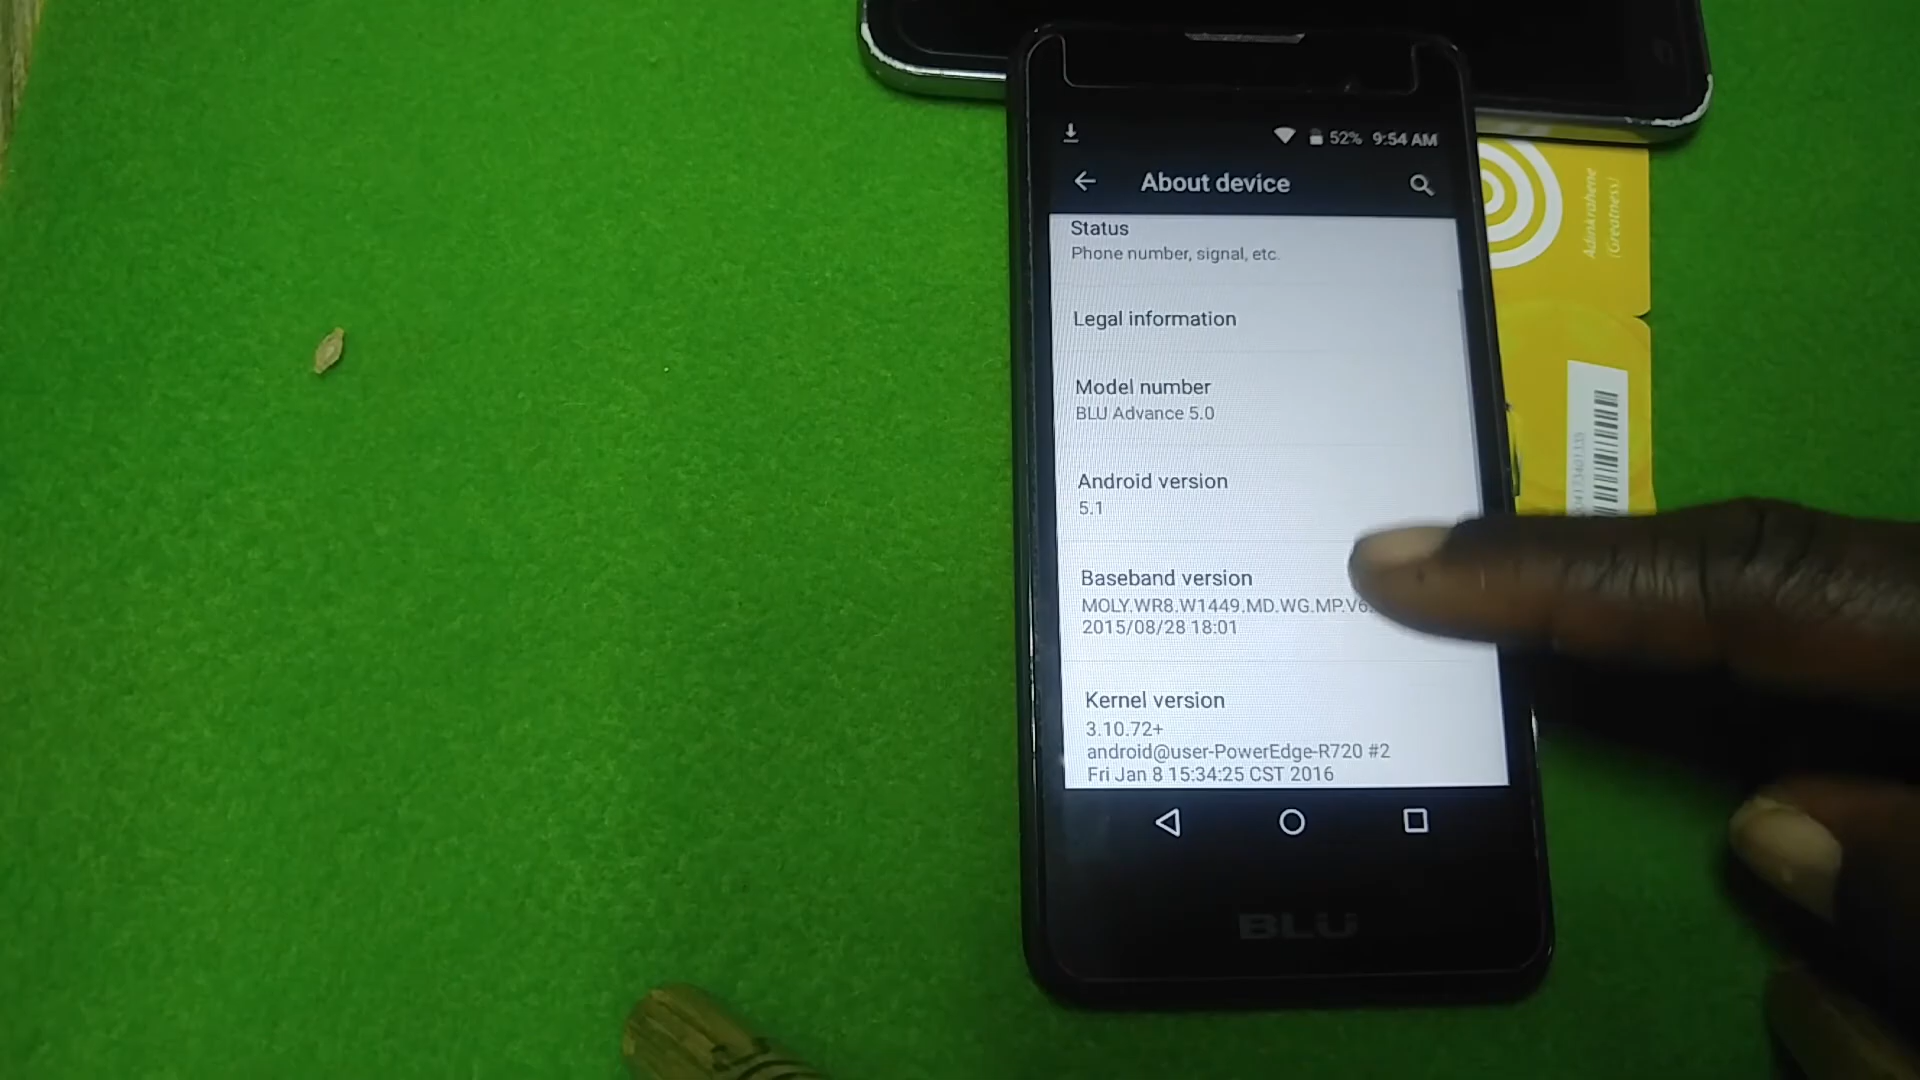 52% 9:54 AM
About device
Status
Phone number, signal, etc.
Legal information
Model number
BLU Advance 5.0
Android version
5.1
Baseband version
MOLY.WR8.W1449.MD.WG.MP.V6.
2015/08/28 18:01
Kernel version
3.10.72+
android@user-PowerEdge-R720 #2
Fri Jan 8 15:34:25 CST 2016
BLU
Adinkrahene
(Greatness)